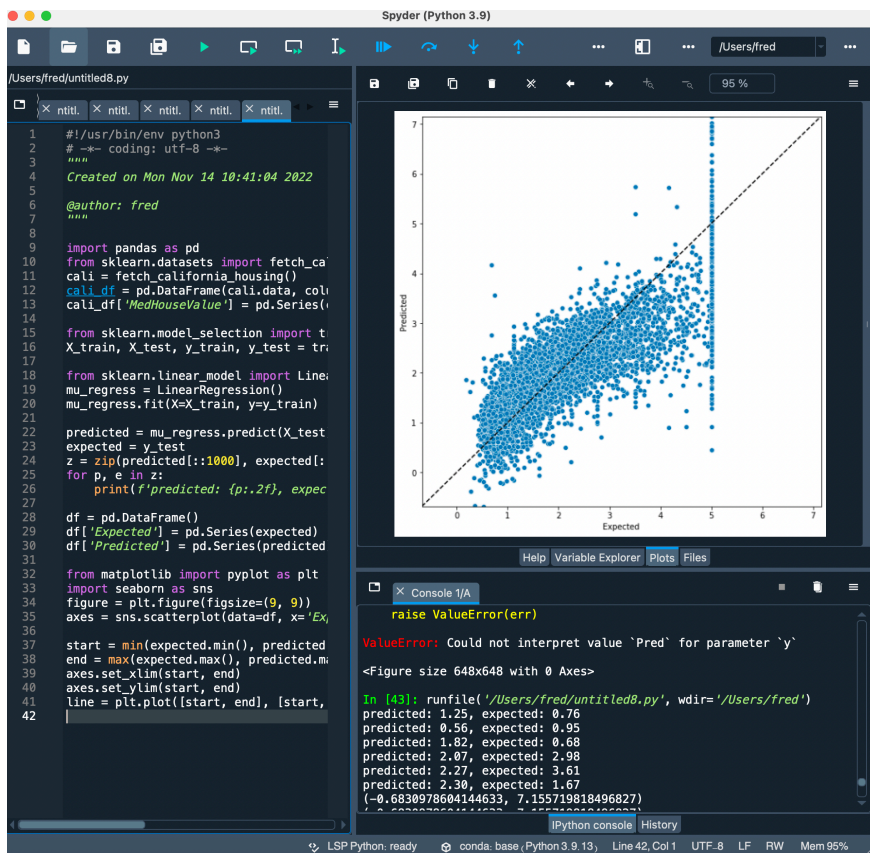 Spyder (Python 3.9)
/Users/fred
/Users/fred/untitled8.py
ntitl. ntitl. ntitl. ntitl. ntitl.
95 %
1 #!/usr/bin/env python3
2 # -*- coding: utf-8 -*-
3 """
4 Created on Mon Nov 14 10:41:04 2022
5
6 @author: fred
7 """
8
9 import pandas as pd
10 from sklearn.datasets import fetch_cal
11 cali = fetch_california_housing()
12 cali_df = pd.DataFrame(cali.data, colu
13 cali_df['MedHouseValue'] = pd.Series(c
14
15 from sklearn.model_selection import tr
16 X_train, X_test, y_train, y_test = tra
17
18 from sklearn.linear_model import Linea
19 mu_regress = LinearRegression()
20 mu_regress.fit(X=X_train, y=y_train)
21
22 predicted = mu_regress.predict(X_test
23 expected = y_test
24 z = zip(predicted[::1000], expected[:
25 for p, e in z:
26 print(f'predicted: {p:.2f}, expec
27
28 df = pd.DataFrame()
29 df['Expected'] = pd.Series(expected)
30 df['Predicted'] = pd.Series(predicted
31
32 from matplotlib import pyplot as plt
33 import seaborn as sns
34 figure = plt.figure(figsize=(9, 9))
35 axes = sns.scatterplot(data=df, x='Exp
36
37 start = min(expected.min(), predicted
38 end = max(expected.max(), predicted.ma
39 axes.set_xlim(start, end)
40 axes.set_ylim(start, end)
41 line = plt.plot([start, end], [start,
42
7
6
5
4
3
2
1
0
Predicted
0 1 2 3 4 5 6 7
Expected
Help Variable Explorer Plots Files
Console 1/A
raise ValueError(err)
ValueError: Could not interpret value `Pred` for parameter `y`
<Figure size 648x648 with 0 Axes>
In [43]: runfile('/Users/fred/untitled8.py', wdir='/Users/fred')
predicted: 1.25, expected: 0.76
predicted: 0.56, expected: 0.95
predicted: 1.82, expected: 0.68
predicted: 2.07, expected: 2.98
predicted: 2.27, expected: 3.61
predicted: 2.30, expected: 1.67
(-0.6830978604144633, 7.155719818496827)
IPython console History
LSP Python: ready conda: base (Python 3.9.13) Line 42, Col 1 UTF-8 LF RW Mem 95%